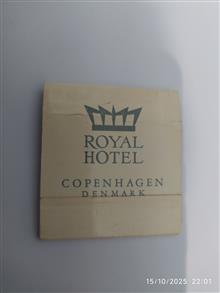 ROYAL
HOTEL
COPENHAGEN
DENMARK
15/10/2025 22:01